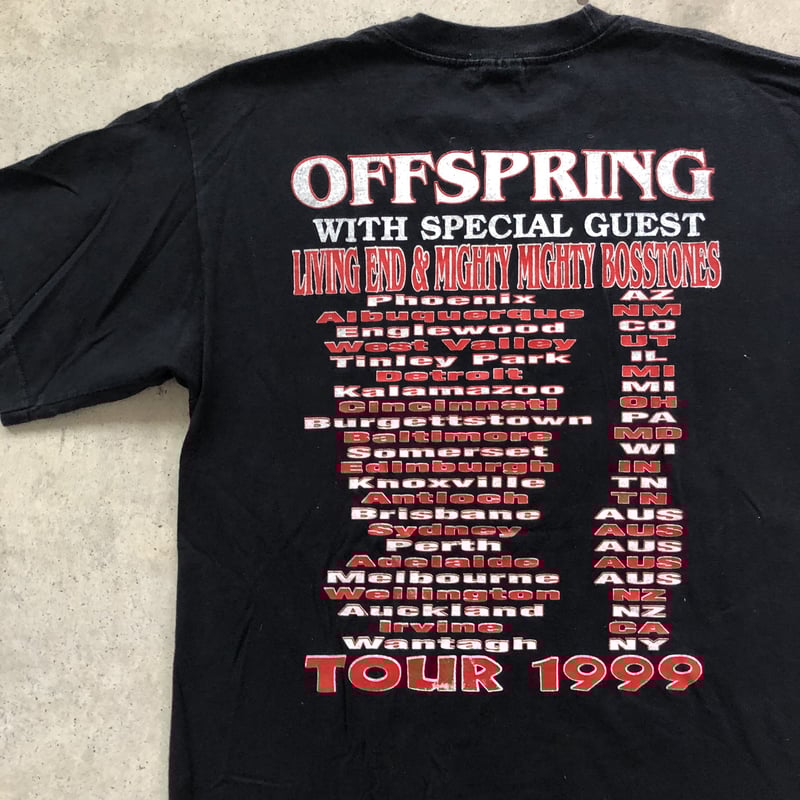 OFFSPRING
WITH SPECIAL GUEST
LIVING END & MIGHTY MIGHTY BOSSTONES
Phoenix AZ
Albuquerque NM
Englewood CO
West Valley UT
Tinley Park IL
Detroit MI
Kalamazoo MI
Cincinnati OH
Burgettstown PA
Baltimore MD
Somerset WI
Edinburgh IN
Knoxville TN
Antioch TN
Brisbane AUS
Sydney AUS
Perth AUS
Adelaide AUS
Melbourne AUS
Wellington NZ
Auckland NZ
Irvine CA
Wantagh NY
TOUR 1999